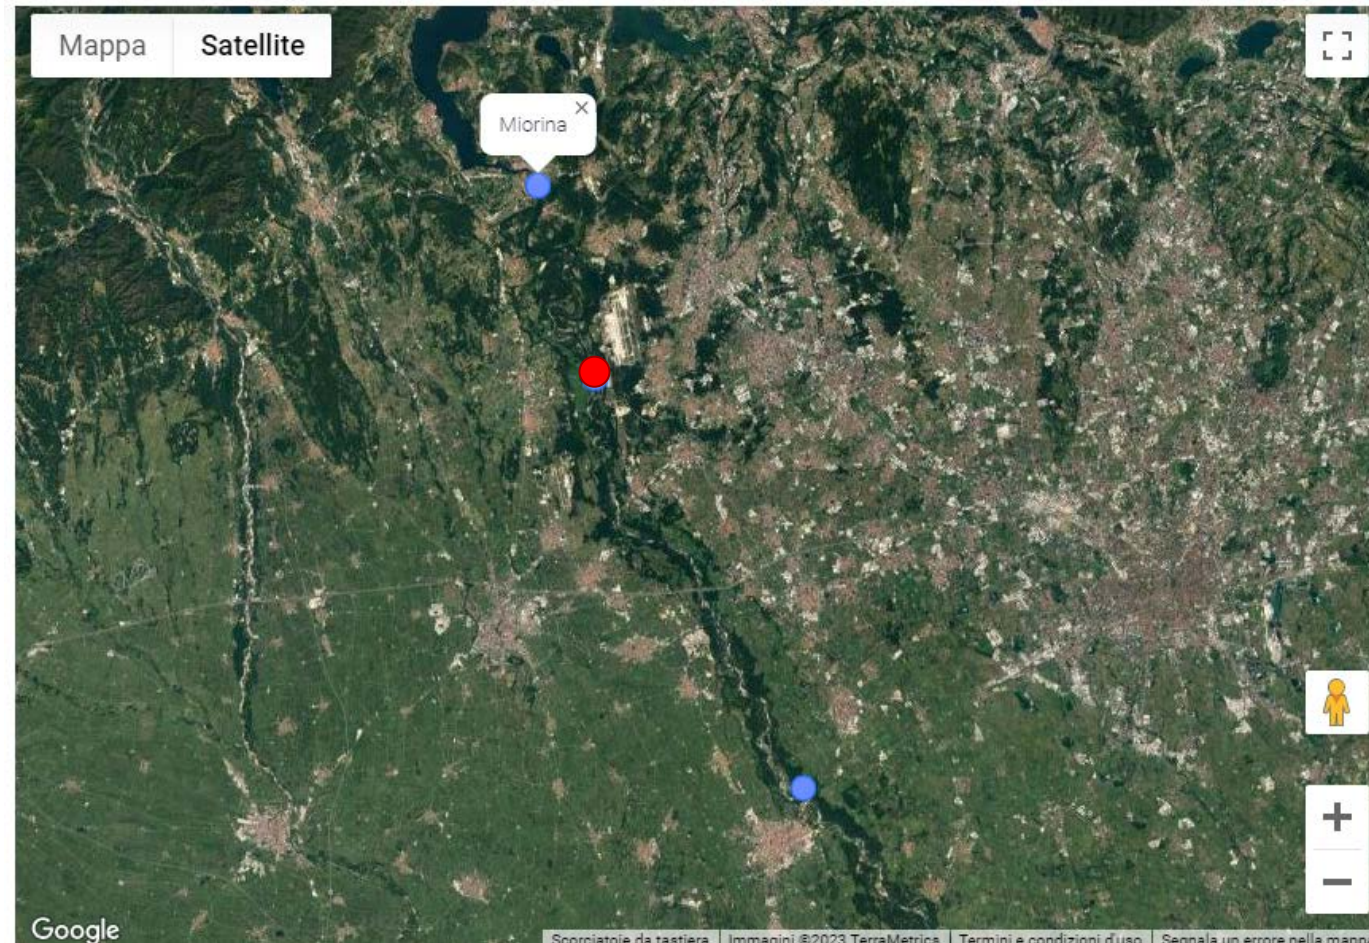 Mappa
Satellite
Miorina
Google
Scorciatoie da tastiera
Immagini ©2023 TerraMetrics
Termini e condizioni d'uso
Segnala un errore nella mappa